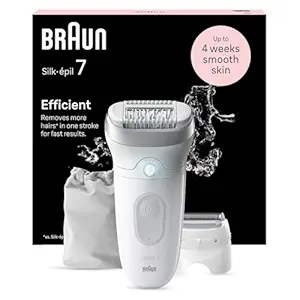 BRAUN
Silk·épil 7
Up to
4 weeks
smooth
skin
Efficient
Removes more
hairs* in one stroke
for fast results.
BRAUN